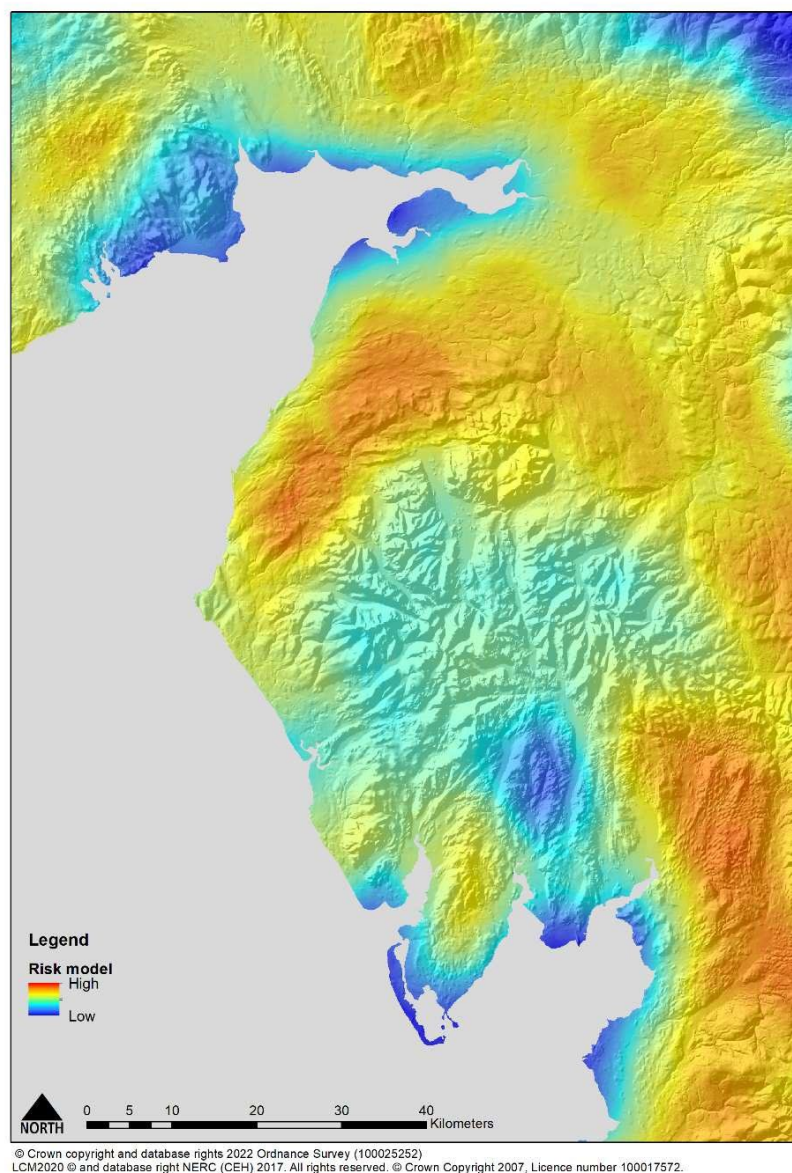 Legend
Risk model
High
Low
NORTH
0 5 10 20 30 40
Kilometers
© Crown copyright and database rights 2022 Ordnance Survey (100025252)
LCM2020 © and database right NERC (CEH) 2017. All rights reserved. © Crown Copyright 2007, Licence number 100017572.